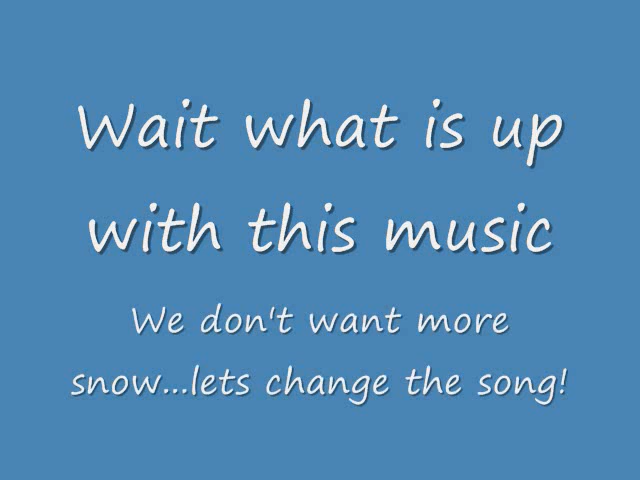 Wait what is up
with this music
We don't want more
snow...lets change the song!